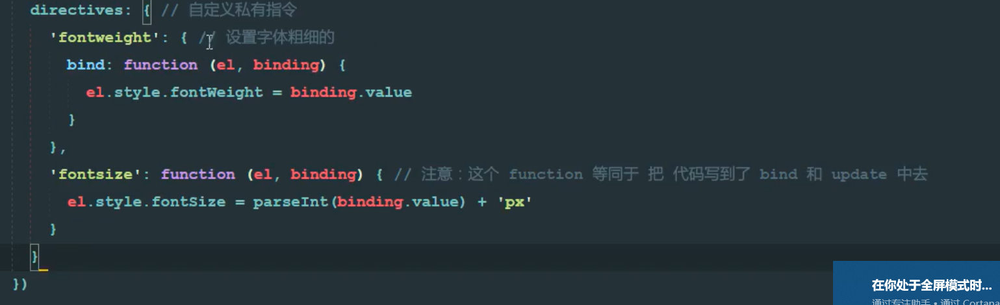 directives: { // 自定义私有指令
'fontweight': { // 设置字体粗细的
bind: function (el, binding) {
el.style.fontWeight = binding.value
}
},
'fontsize': function (el, binding) { // 注意：这个 function 等同于 把 代码写到了 bind 和 update 中去
el.style.fontSize = parseInt(binding.value) + 'px'
}
}
})
在你处于全屏模式时...
通过专注助手 • 通过 Cortana